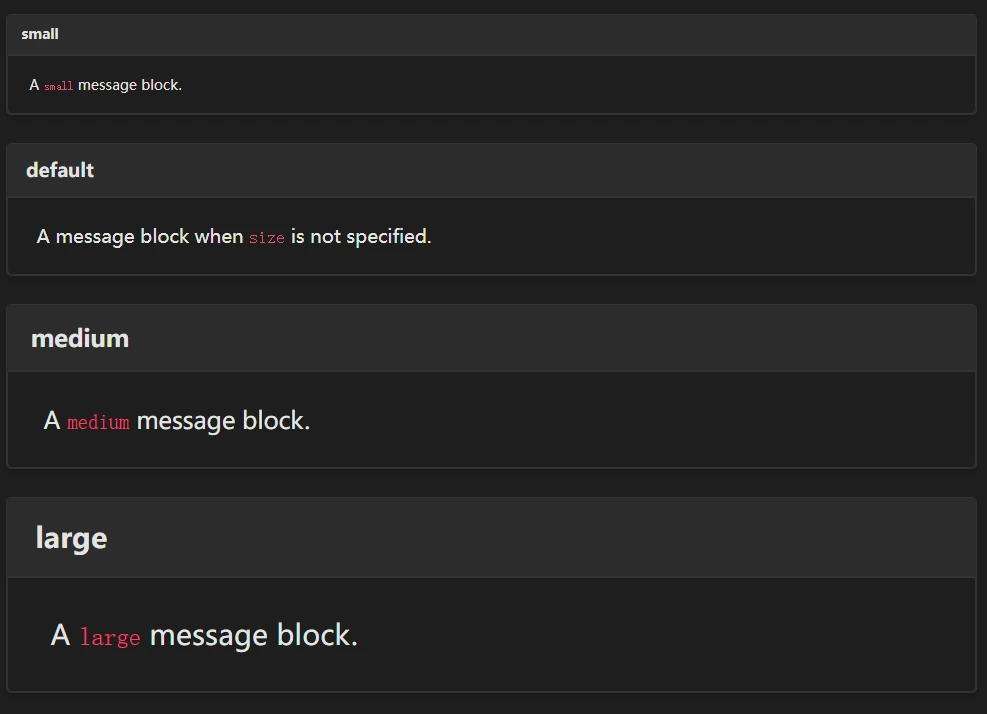 small
A small message block.
default
A message block when size is not specified.
medium
A medium message block.
large
A large message block.